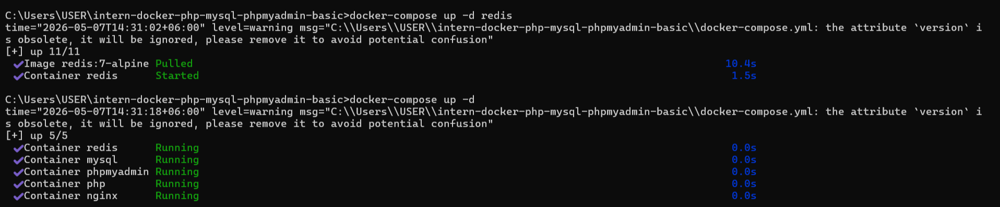 C:\Users\USER\intern-docker-php-mysql-phpmyadmin-basic>docker-compose up -d redis
time="2026-05-07T14:31:02+06:00" level=warning msg="C:\\Users\\USER\\intern-docker-php-mysql-phpmyadmin-basic\\docker-compose.yml: the attribute `version` i
s obsolete, it will be ignored, please remove it to avoid potential confusion"
[+] up 11/11
✔Image redis:7-alpine Pulled 10.4s
✔Container redis Started 1.5s
C:\Users\USER\intern-docker-php-mysql-phpmyadmin-basic>docker-compose up -d
time="2026-05-07T14:31:18+06:00" level=warning msg="C:\\Users\\USER\\intern-docker-php-mysql-phpmyadmin-basic\\docker-compose.yml: the attribute `version` i
s obsolete, it will be ignored, please remove it to avoid potential confusion"
[+] up 5/5
✔Container redis Running 0.0s
✔Container mysql Running 0.0s
✔Container phpmyadmin Running 0.0s
✔Container php Running 0.0s
✔Container nginx Running 0.0s